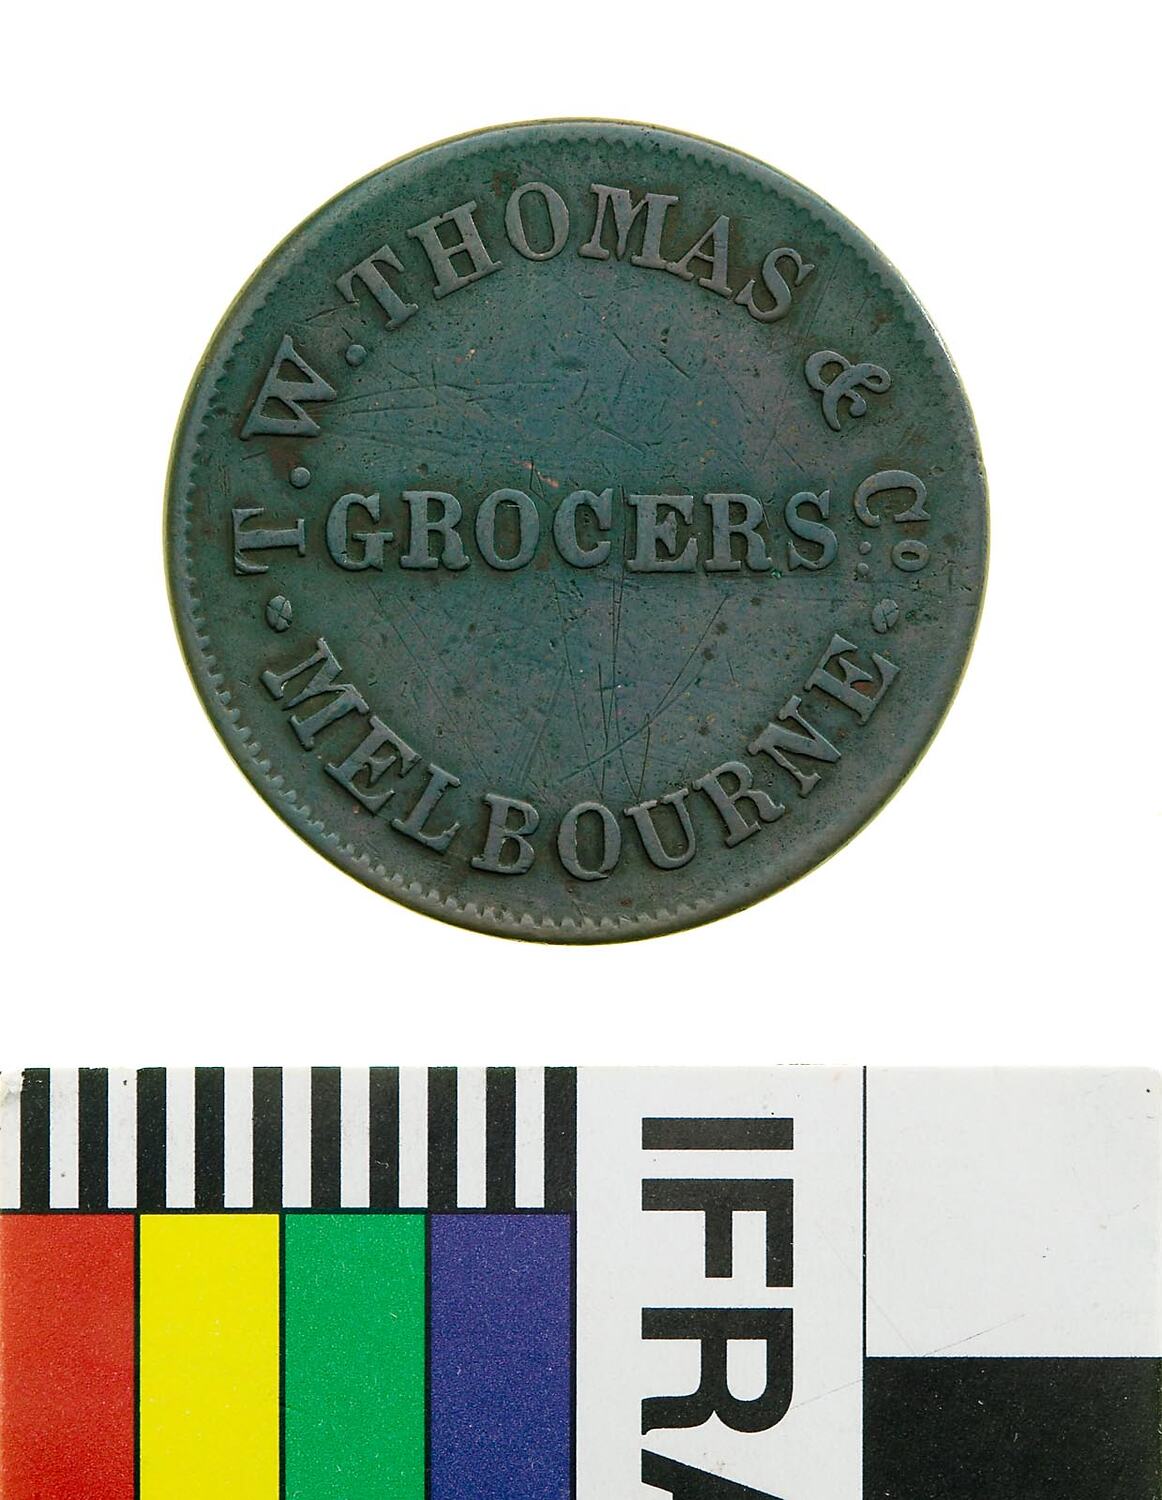 T. W. THOMAS & Co.
GROCERS
MELBOURNE
IFRA